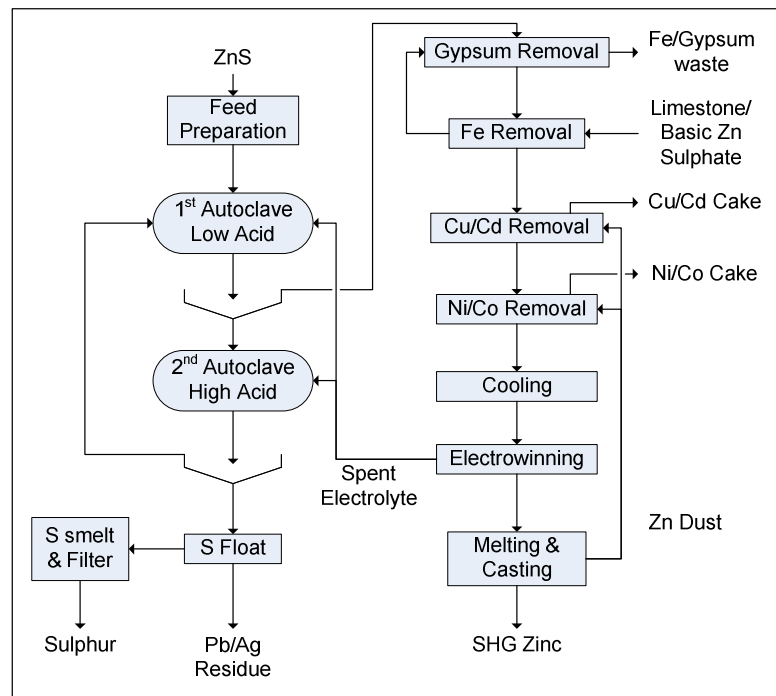 ZnS
Feed
Preparation
1st Autoclave
Low Acid
2nd Autoclave
High Acid
S smelt
& Filter
S Float
Sulphur
Pb/Ag
Residue
Spent
Electrolyte
Gypsum Removal
Fe/Gypsum
waste
Fe Removal
Limestone/
Basic Zn
Sulphate
Cu/Cd Removal
Cu/Cd Cake
Ni/Co Removal
Ni/Co Cake
Cooling
Electrowinning
Zn Dust
Melting &
Casting
SHG Zinc